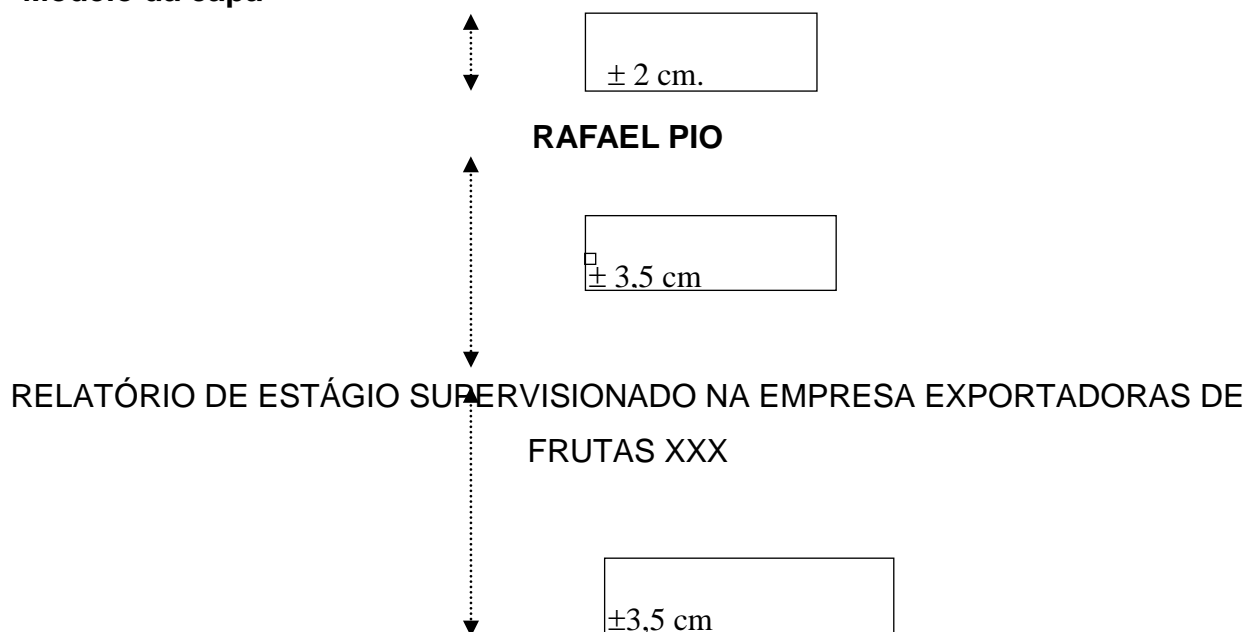 Modelo da capa
± 2 cm.
RAFAEL PIO
± 3,5 cm
RELATÓRIO DE ESTÁGIO SUPERVISIONADO NA EMPRESA EXPORTADORAS DE
FRUTAS XXX
±3,5 cm